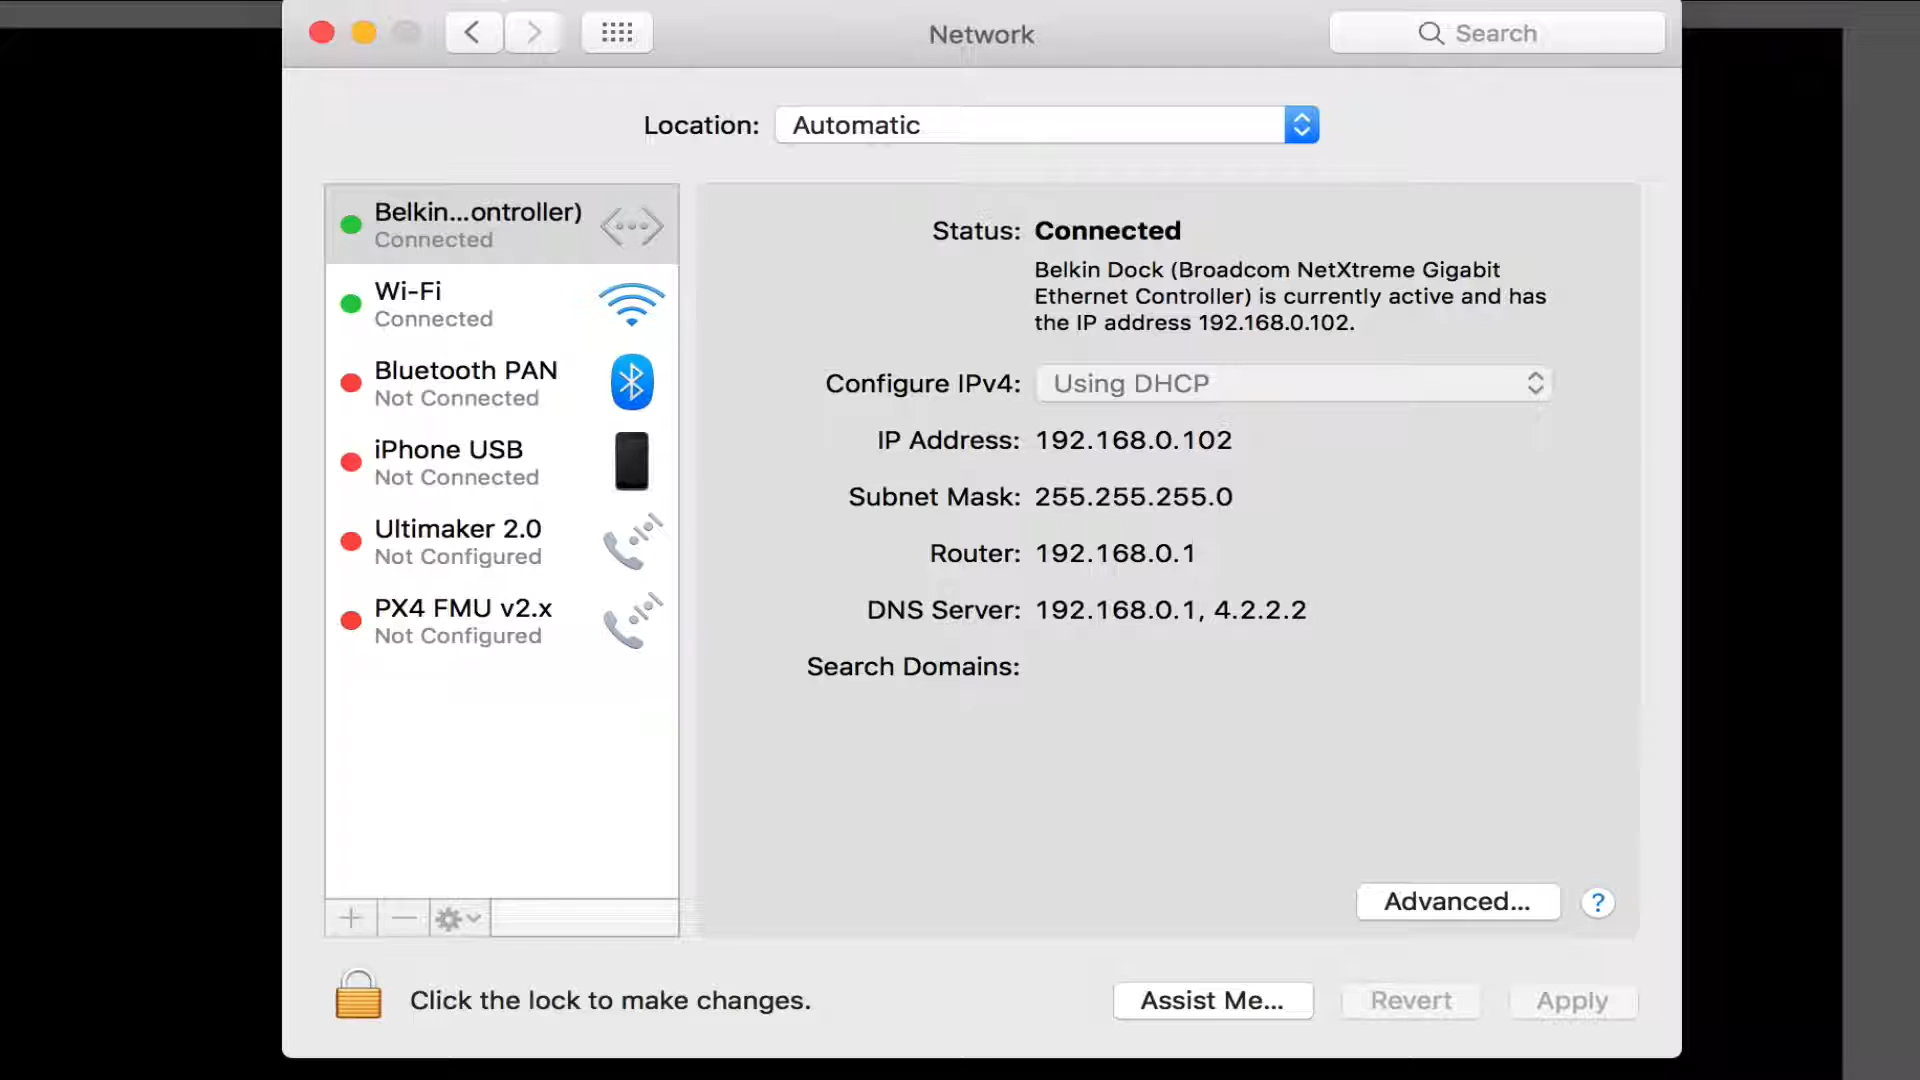 Network
Search
Location: Automatic
Belkin...ontroller)
Connected
Wi-Fi
Connected
Bluetooth PAN
Not Connected
iPhone USB
Not Connected
Ultimaker 2.0
Not Configured
PX4 FMU v2.x
Not Configured
Status: Connected
Belkin Dock (Broadcom NetXtreme Gigabit
Ethernet Controller) is currently active and has
the IP address 192.168.0.102.
Configure IPv4: Using DHCP
IP Address: 192.168.0.102
Subnet Mask: 255.255.255.0
Router: 192.168.0.1
DNS Server: 192.168.0.1, 4.2.2.2
Search Domains:
Advanced... ?
Click the lock to make changes.
Assist Me... Revert Apply